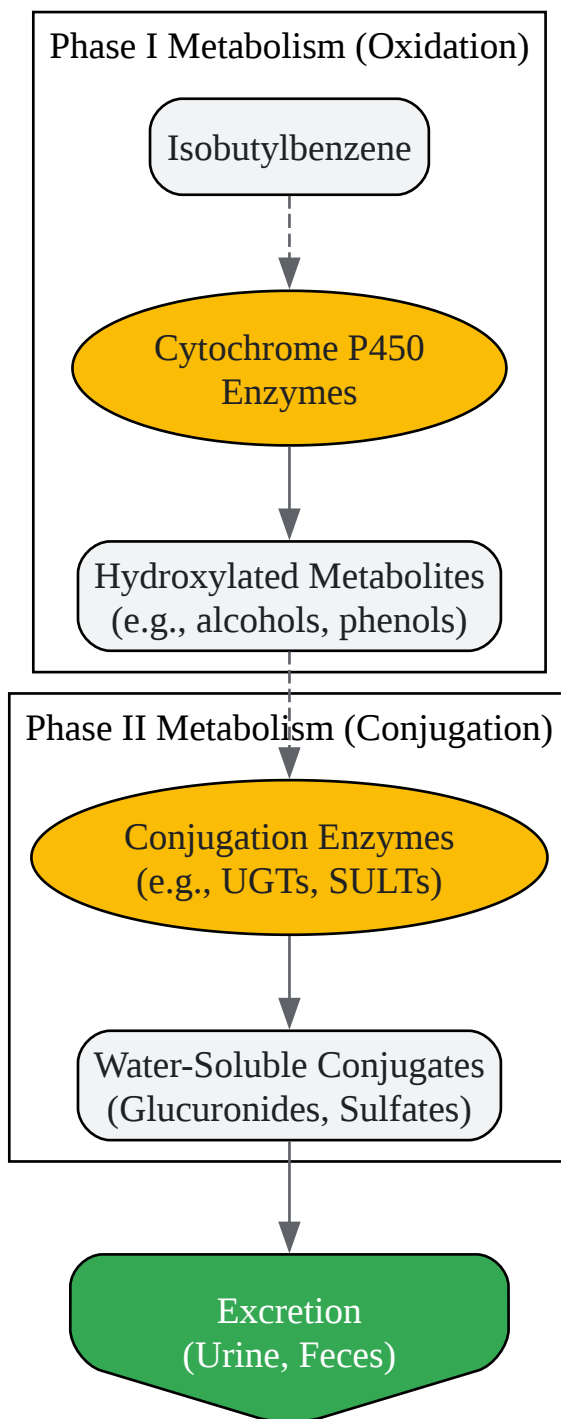 Phase I Metabolism (Oxidation)
Isobutylbenzene
Cytochrome P450
Enzymes
Hydroxylated Metabolites
(e.g., alcohols, phenols)
Phase II Metabolism (Conjugation)
Conjugation Enzymes
(e.g., UGTs, SULTs)
Water-Soluble Conjugates
(Glucuronides, Sulfates)
Excretion
(Urine, Feces)